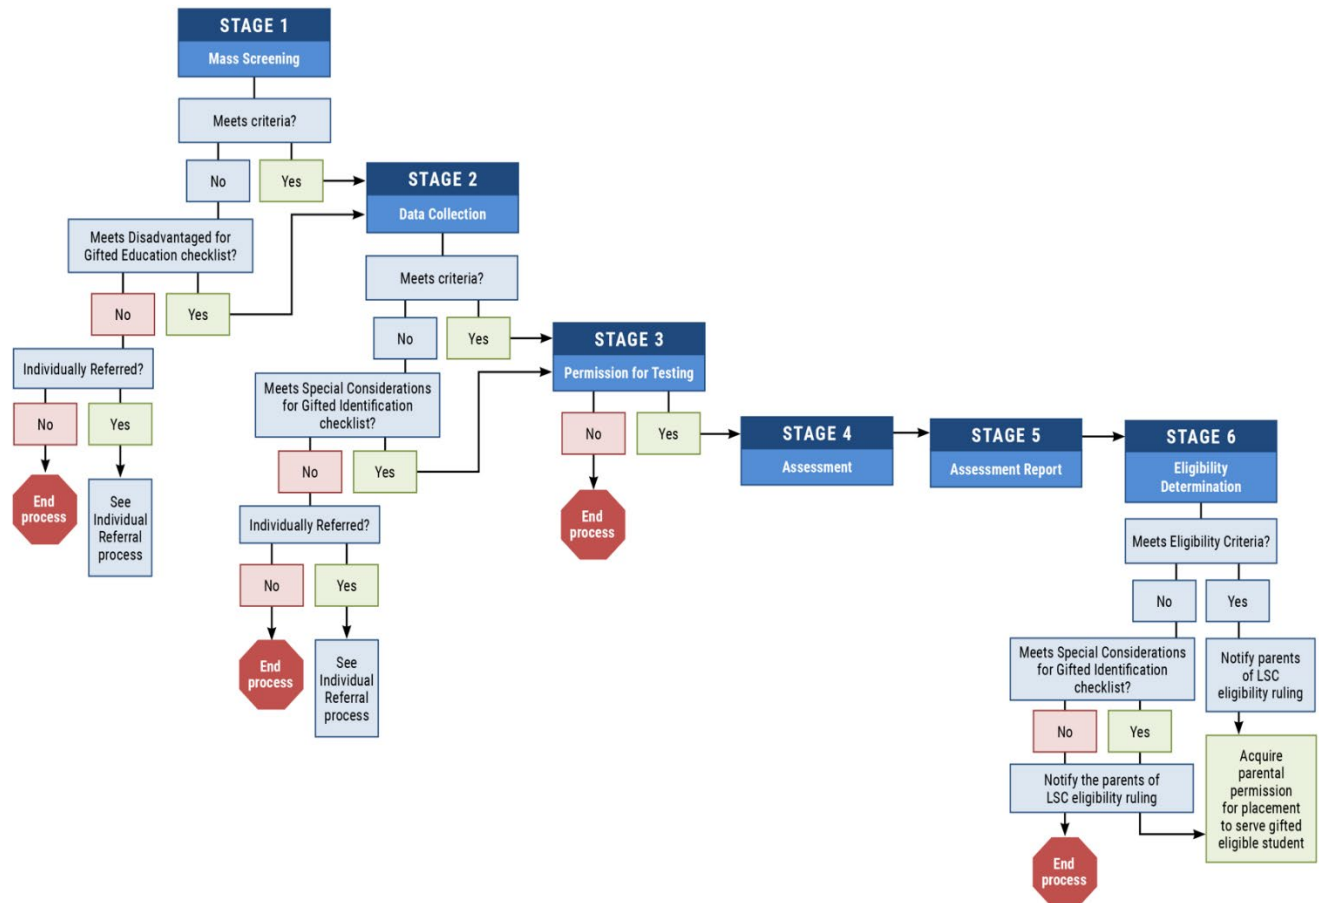 STAGE 1
Mass Screening
Meets criteria?
No
Yes
Meets Disadvantaged for
Gifted Education checklist?
No
Yes
Individually Referred?
No
Yes
End
process
See
Individual
Referral
process
STAGE 2
Data Collection
Meets criteria?
No
Yes
Meets Special Considerations
for Gifted Identification
checklist?
No
Yes
Individually Referred?
No
Yes
End
process
See
Individual
Referral
process
STAGE 3
Permission for Testing
No
Yes
End
process
STAGE 4
Assessment
STAGE 5
Assessment Report
STAGE 6
Eligibility
Determination
Meets Eligibility Criteria?
No
Yes
Meets Special Considerations
for Gifted Identification
checklist?
Notify parents
of LSC
eligibility ruling
No
Yes
Notify the parents of
LSC eligibility ruling
Acquire
parental
permission
for placement
to serve gifted
eligible student
End
process